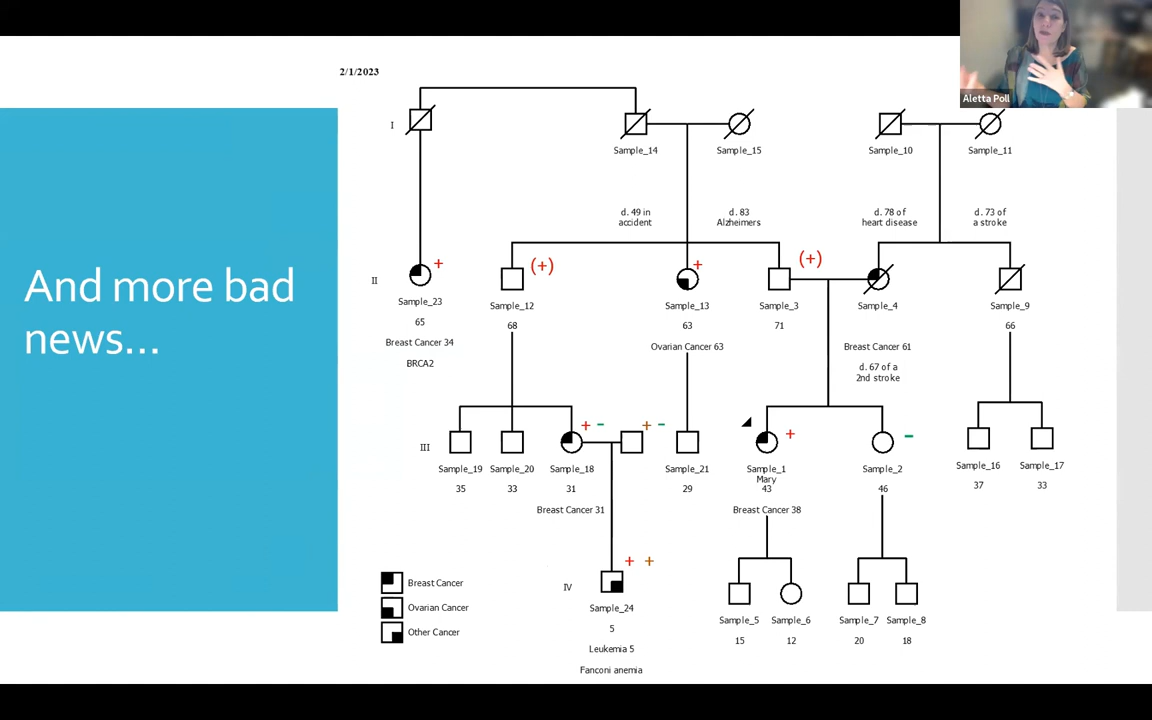 Aletta Poll
2/1/2023
And more bad
news...
I
Sample_14
Sample_15
Sample_10
Sample_11
d. 49 in
accident
d. 83
Alzheimers
d. 78 of
heart disease
d. 73 of
a stroke
+
(+)
+
(+)
II
Sample_23
Sample_12
Sample_13
Sample_3
Sample_4
Sample_9
65
68
63
71
66
Breast Cancer 34
Ovarian Cancer 63
Breast Cancer 61
BRCA2
d. 67 of a
2nd stroke
+ -
+ -
+
-
III
Sample_19
Sample_20
Sample_18
Sample_21
Sample_1
Mary
Sample_2
Sample_16
Sample_17
35
33
31
29
43
46
37
33
Breast Cancer 31
Breast Cancer 38
+ +
IV
Sample_24
Sample_5
Sample_6
Sample_7
Sample_8
5
15
12
20
18
Leukemia 5
Fanconi anemia
Breast Cancer
Ovarian Cancer
Other Cancer